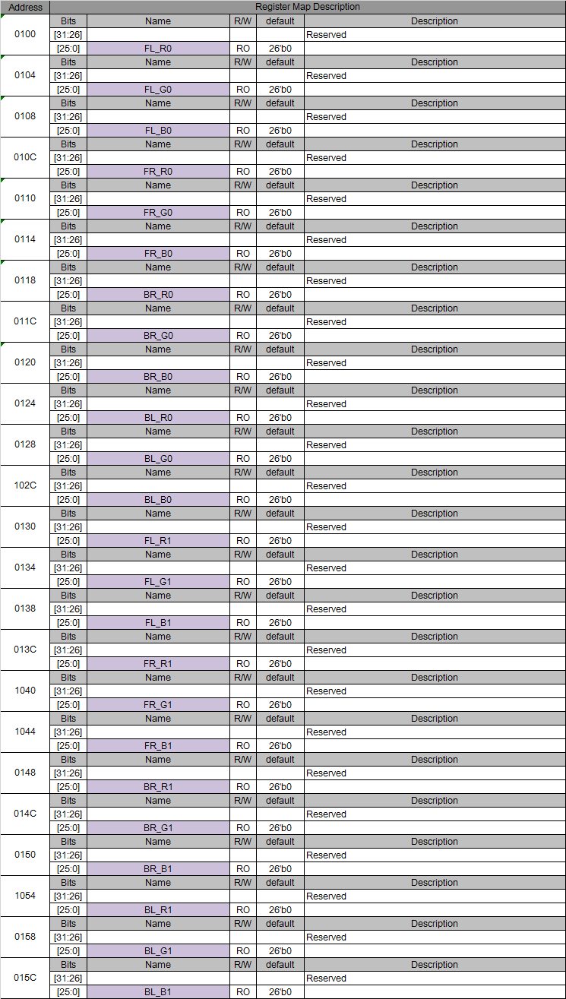 Address Register Map Description
0100 Bits Name R/W default Description
[31:26] Reserved
[25:0] FL_R0 RO 26'b0
0104 Bits Name R/W default Description
[31:26] Reserved
[25:0] FL_G0 RO 26'b0
0108 Bits Name R/W default Description
[31:26] Reserved
[25:0] FL_B0 RO 26'b0
010C Bits Name R/W default Description
[31:26] Reserved
[25:0] FR_R0 RO 26'b0
0110 Bits Name R/W default Description
[31:26] Reserved
[25:0] FR_G0 RO 26'b0
0114 Bits Name R/W default Description
[31:26] Reserved
[25:0] FR_B0 RO 26'b0
0118 Bits Name R/W default Description
[31:26] Reserved
[25:0] BR_R0 RO 26'b0
011C Bits Name R/W default Description
[31:26] Reserved
[25:0] BR_G0 RO 26'b0
0120 Bits Name R/W default Description
[31:26] Reserved
[25:0] BR_B0 RO 26'b0
0124 Bits Name R/W default Description
[31:26] Reserved
[25:0] BL_R0 RO 26'b0
0128 Bits Name R/W default Description
[31:26] Reserved
[25:0] BL_G0 RO 26'b0
102C Bits Name R/W default Description
[31:26] Reserved
[25:0] BL_B0 RO 26'b0
0130 Bits Name R/W default Description
[31:26] Reserved
[25:0] FL_R1 RO 26'b0
0134 Bits Name R/W default Description
[31:26] Reserved
[25:0] FL_G1 RO 26'b0
0138 Bits Name R/W default Description
[31:26] Reserved
[25:0] FL_B1 RO 26'b0
013C Bits Name R/W default Description
[31:26] Reserved
[25:0] FR_R1 RO 26'b0
1040 Bits Name R/W default Description
[31:26] Reserved
[25:0] FR_G1 RO 26'b0
1044 Bits Name R/W default Description
[31:26] Reserved
[25:0] FR_B1 RO 26'b0
0148 Bits Name R/W default Description
[31:26] Reserved
[25:0] BR_R1 RO 26'b0
014C Bits Name R/W default Description
[31:26] Reserved
[25:0] BR_G1 RO 26'b0
0150 Bits Name R/W default Description
[31:26] Reserved
[25:0] BR_B1 RO 26'b0
1054 Bits Name R/W default Description
[31:26] Reserved
[25:0] BL_R1 RO 26'b0
0158 Bits Name R/W default Description
[31:26] Reserved
[25:0] BL_G1 RO 26'b0
015C Bits Name R/W default Description
[31:26] Reserved
[25:0] BL_B1 RO 26'b0